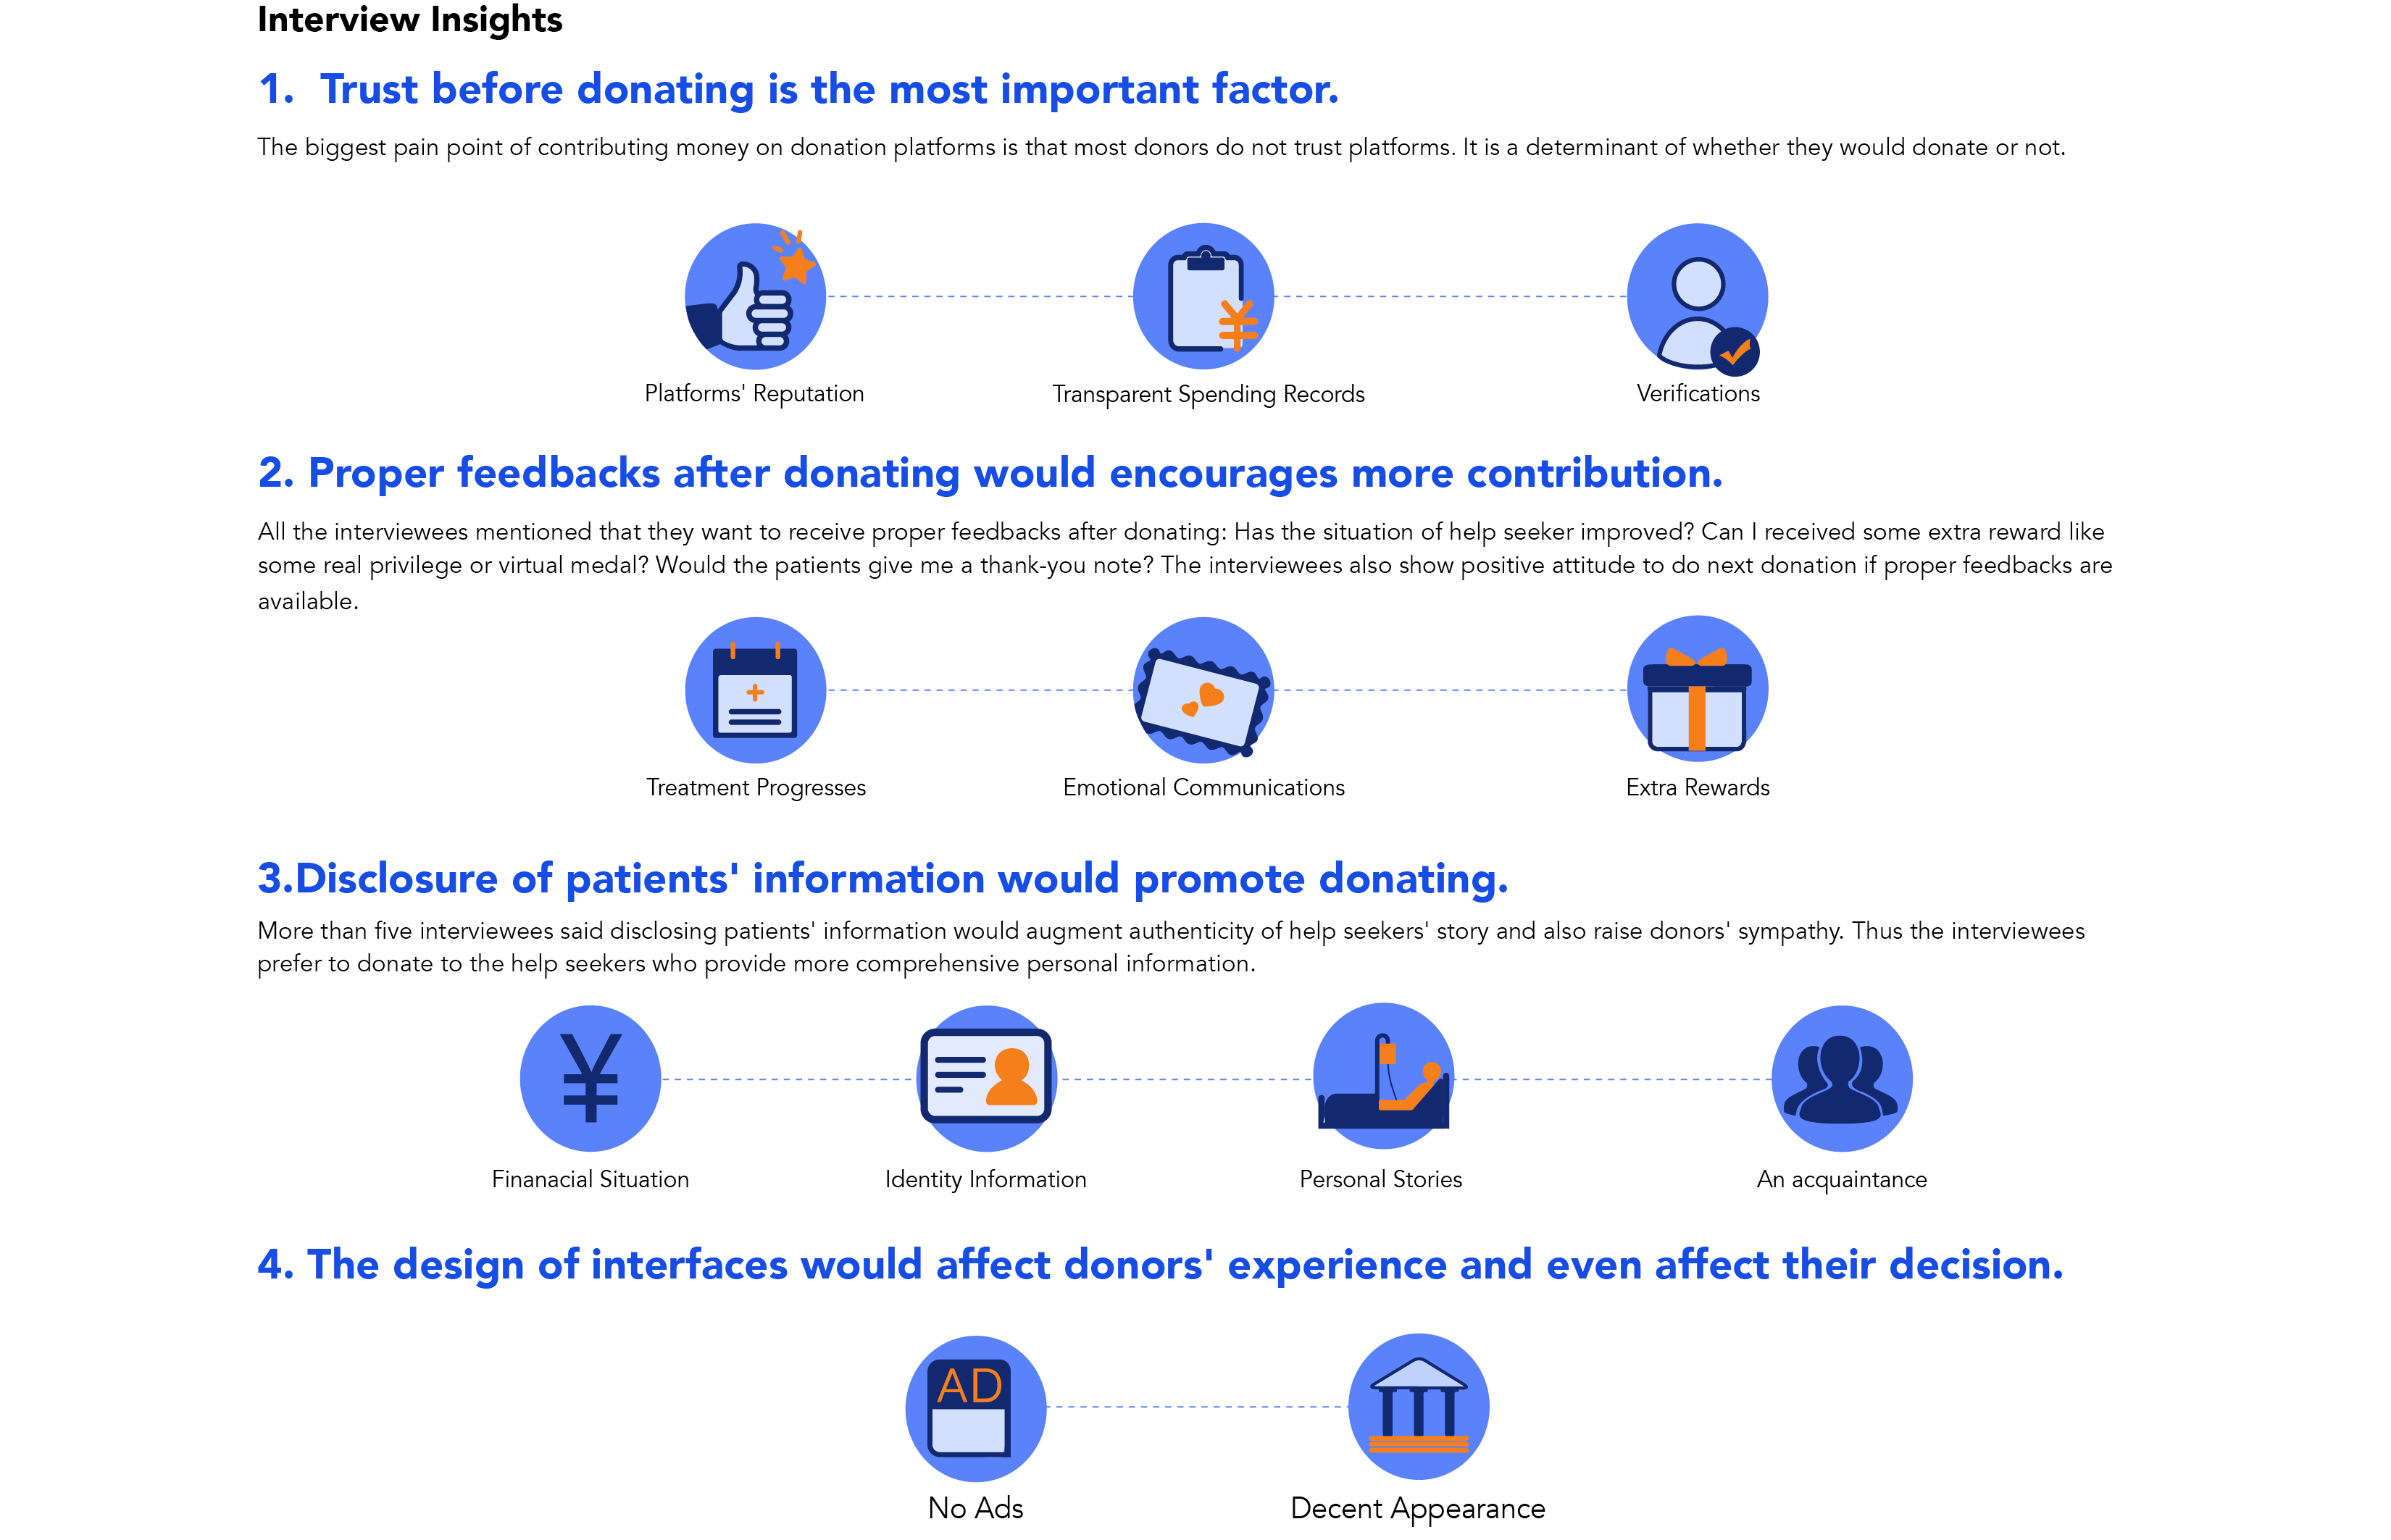 Interview Insights
1. Trust before donating is the most important factor.
The biggest pain point of contributing money on donation platforms is that most donors do not trust platforms. It is a determinant of whether they would donate or not.
Platforms' Reputation
Transparent Spending Records
Verifications
2. Proper feedbacks after donating would encourages more contribution.
All the interviewees mentioned that they want to receive proper feedbacks after donating: Has the situation of help seeker improved? Can I received some extra reward like
some real privilege or virtual medal? Would the patients give me a thank-you note? The interviewees also show positive attitude to do next donation if proper feedbacks are
available.
Treatment Progresses
Emotional Communications
Extra Rewards
3.Disclosure of patients' information would promote donating.
More than five interviewees said disclosing patients' information would augment authenticity of help seekers' story and also raise donors' sympathy. Thus the interviewees
prefer to donate to the help seekers who provide more comprehensive personal information.
Finanacial Situation
Identity Information
Personal Stories
An acquaintance
4. The design of interfaces would affect donors' experience and even affect their decision.
AD
No Ads
Decent Appearance